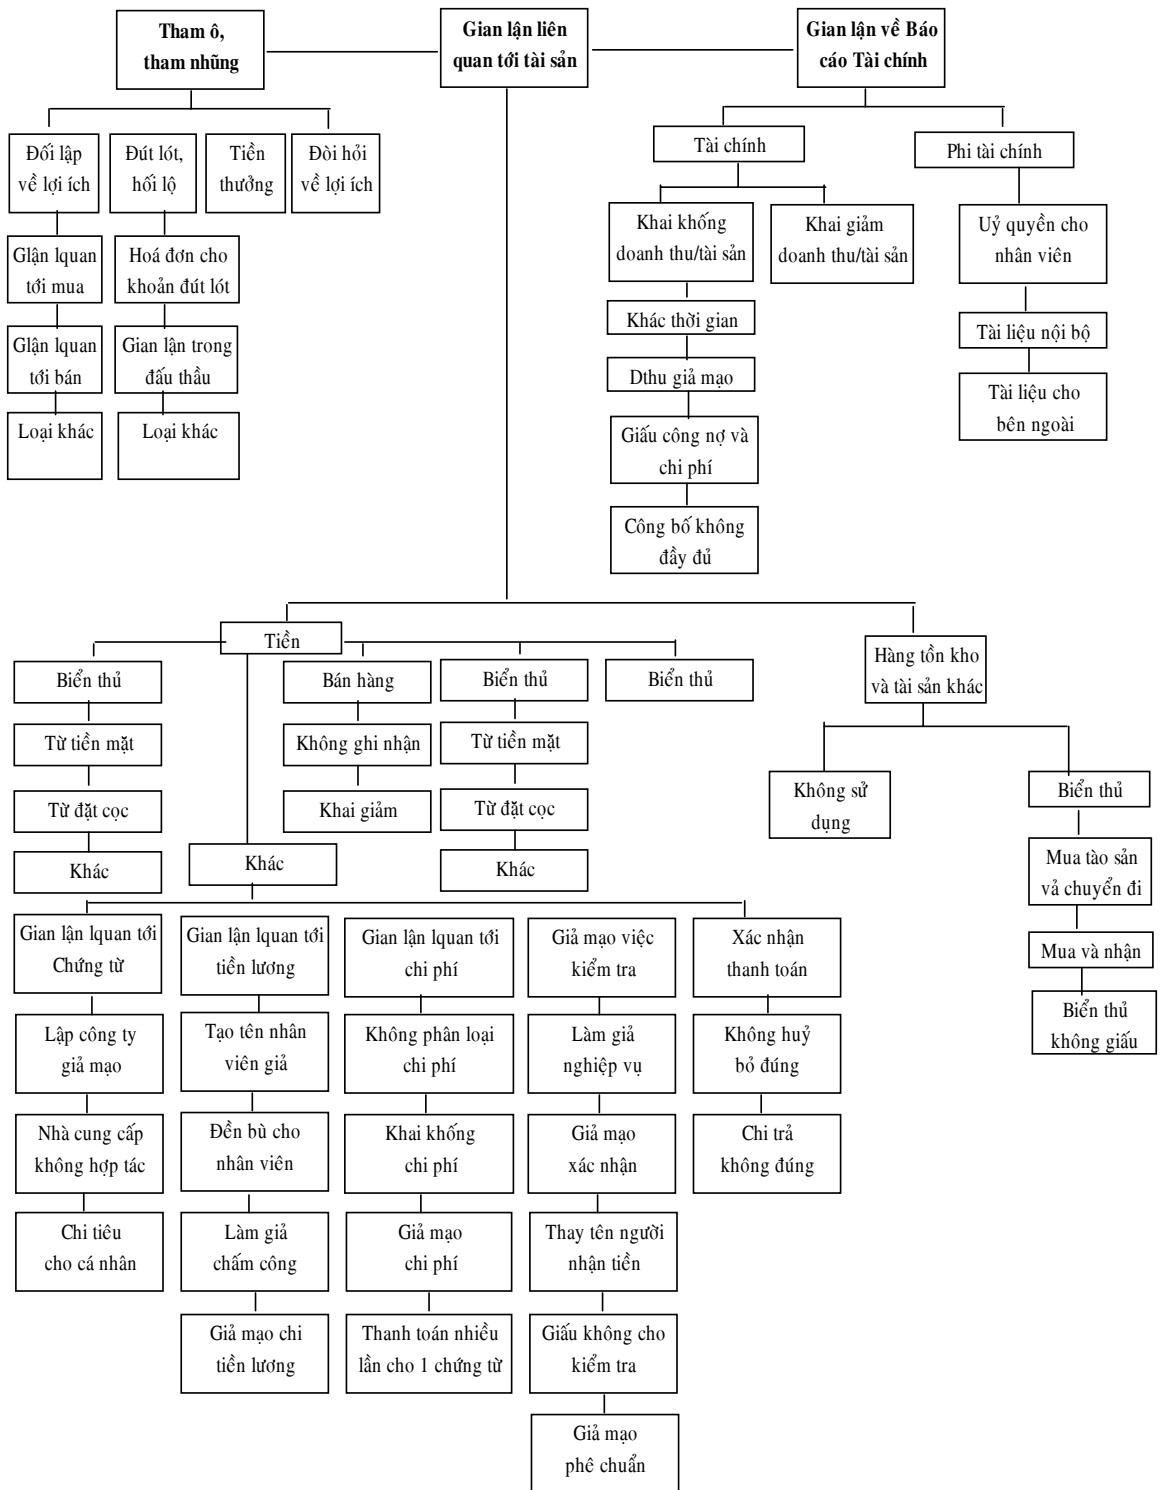 Tham ô,
tham nhũng
Gian lận liên
quan tới tài sản
Gian lận về Báo
cáo Tài chính
Đối lập
về lợi ích
Đút lót,
hối lộ
Tiền
thưởng
Đòi hỏi
về lợi ích
Tài chính
Phi tài chính
Glận lquan
tới mua
Hoá đơn cho
khoản đút lót
Khai khống
doanh thu/tài sản
Khai giảm
doanh thu/tài sản
Uỷ quyền cho
nhân viên
Khác thời gian
Tài liệu nội bộ
Glận lquan
tới bán
Gian lận trong
đấu thầu
Dthu giả mạo
Tài liệu cho
bên ngoài
Loại khác
Loại khác
Giấu công nợ và
chi phí
Công bố không
đầy đủ
Tiền
Hàng tồn kho
và tài sản khác
Biển thủ
Bán hàng
Biển thủ
Biển thủ
Từ tiền mặt
Không ghi nhận
Từ tiền mặt
Không sử
dụng
Biển thủ
Từ đặt cọc
Khai giảm
Từ đặt cọc
Mua tào sản
vả chuyển đi
Khác
Khác
Khác
Gian lận lquan tới
Chứng từ
Gian lận lquan tới
tiền lương
Gian lận lquan tới
chi phí
Giả mạo việc
kiểm tra
Xác nhận
thanh toán
Mua và nhận
Biển thủ
không giấu
Lập công ty
giả mạo
Tạo tên nhân
viên giả
Không phân loại
chi phí
Làm giả
nghiệp vụ
Không huỷ
bỏ đúng
Nhà cung cấp
không hợp tác
Đền bù cho
nhân viên
Khai khống
chi phí
Giả mạo
xác nhận
Chi trả
không đúng
Chi tiêu
cho cá nhân
Làm giả
chấm công
Giả mạo
chi phí
Thay tên người
nhận tiền
Giả mạo chi
tiền lương
Thanh toán nhiều
lần cho 1 chứng từ
Giấu không cho
kiểm tra
Giả mạo
phê chuẩn